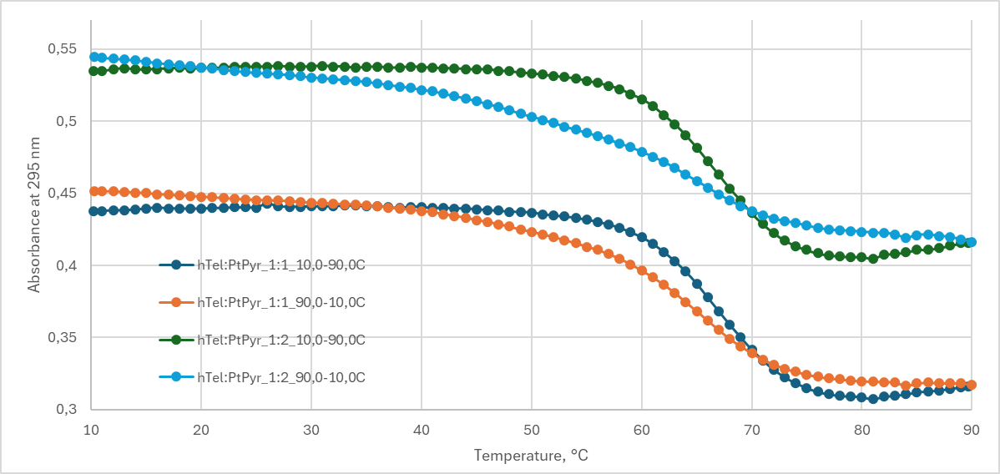 0,55
0,5
0,45
0,4
0,35
0,3
Absorbance at 295 nm
hTel:PtPyr_1:1_10,0-90,0C
hTel:PtPyr_1:1_90,0-10,0C
hTel:PtPyr_1:2_10,0-90,0C
hTel:PtPyr_1:2_90,0-10,0C
10 20 30 40 50 60 70 80 90
Temperature, °C